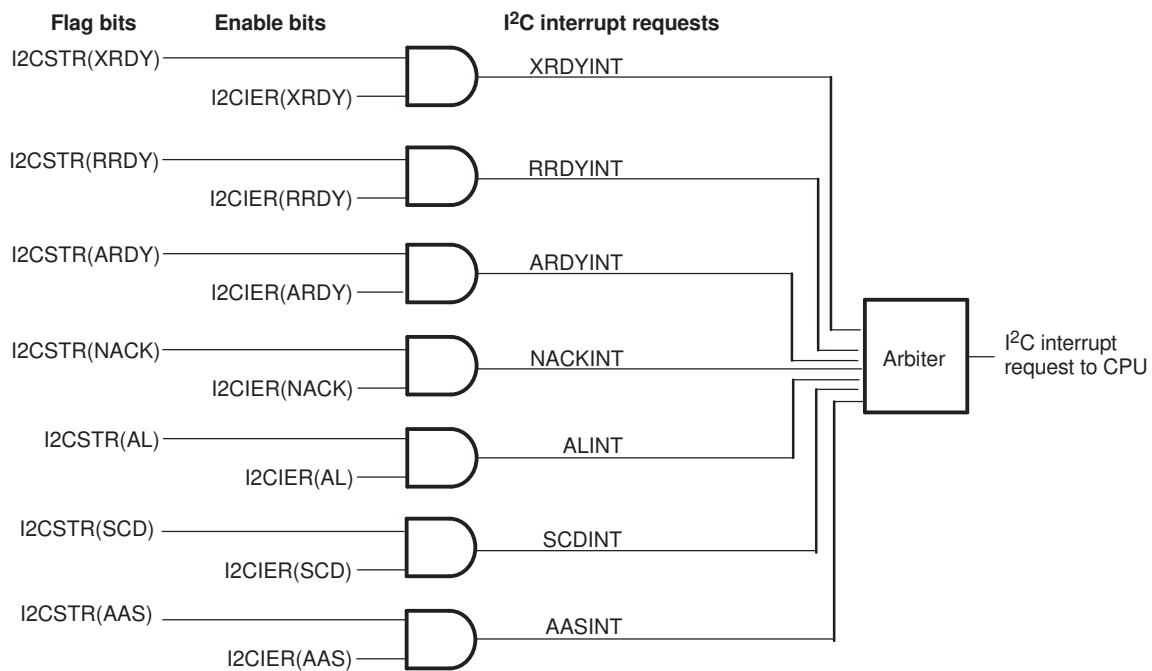 Flag bits
Enable bits
I²C interrupt requests
I2CSTR(XRDY)
XRDYINT
I2CIER(XRDY)
I2CSTR(RRDY)
RRDYINT
I2CIER(RRDY)
I2CSTR(ARDY)
ARDYINT
I2CIER(ARDY)
I2CSTR(NACK)
NACKINT
I2CIER(NACK)
Arbiter
I²C interrupt
request to CPU
I2CSTR(AL)
ALINT
I2CIER(AL)
I2CSTR(SCD)
SCDINT
I2CIER(SCD)
I2CSTR(AAS)
AASINT
I2CIER(AAS)